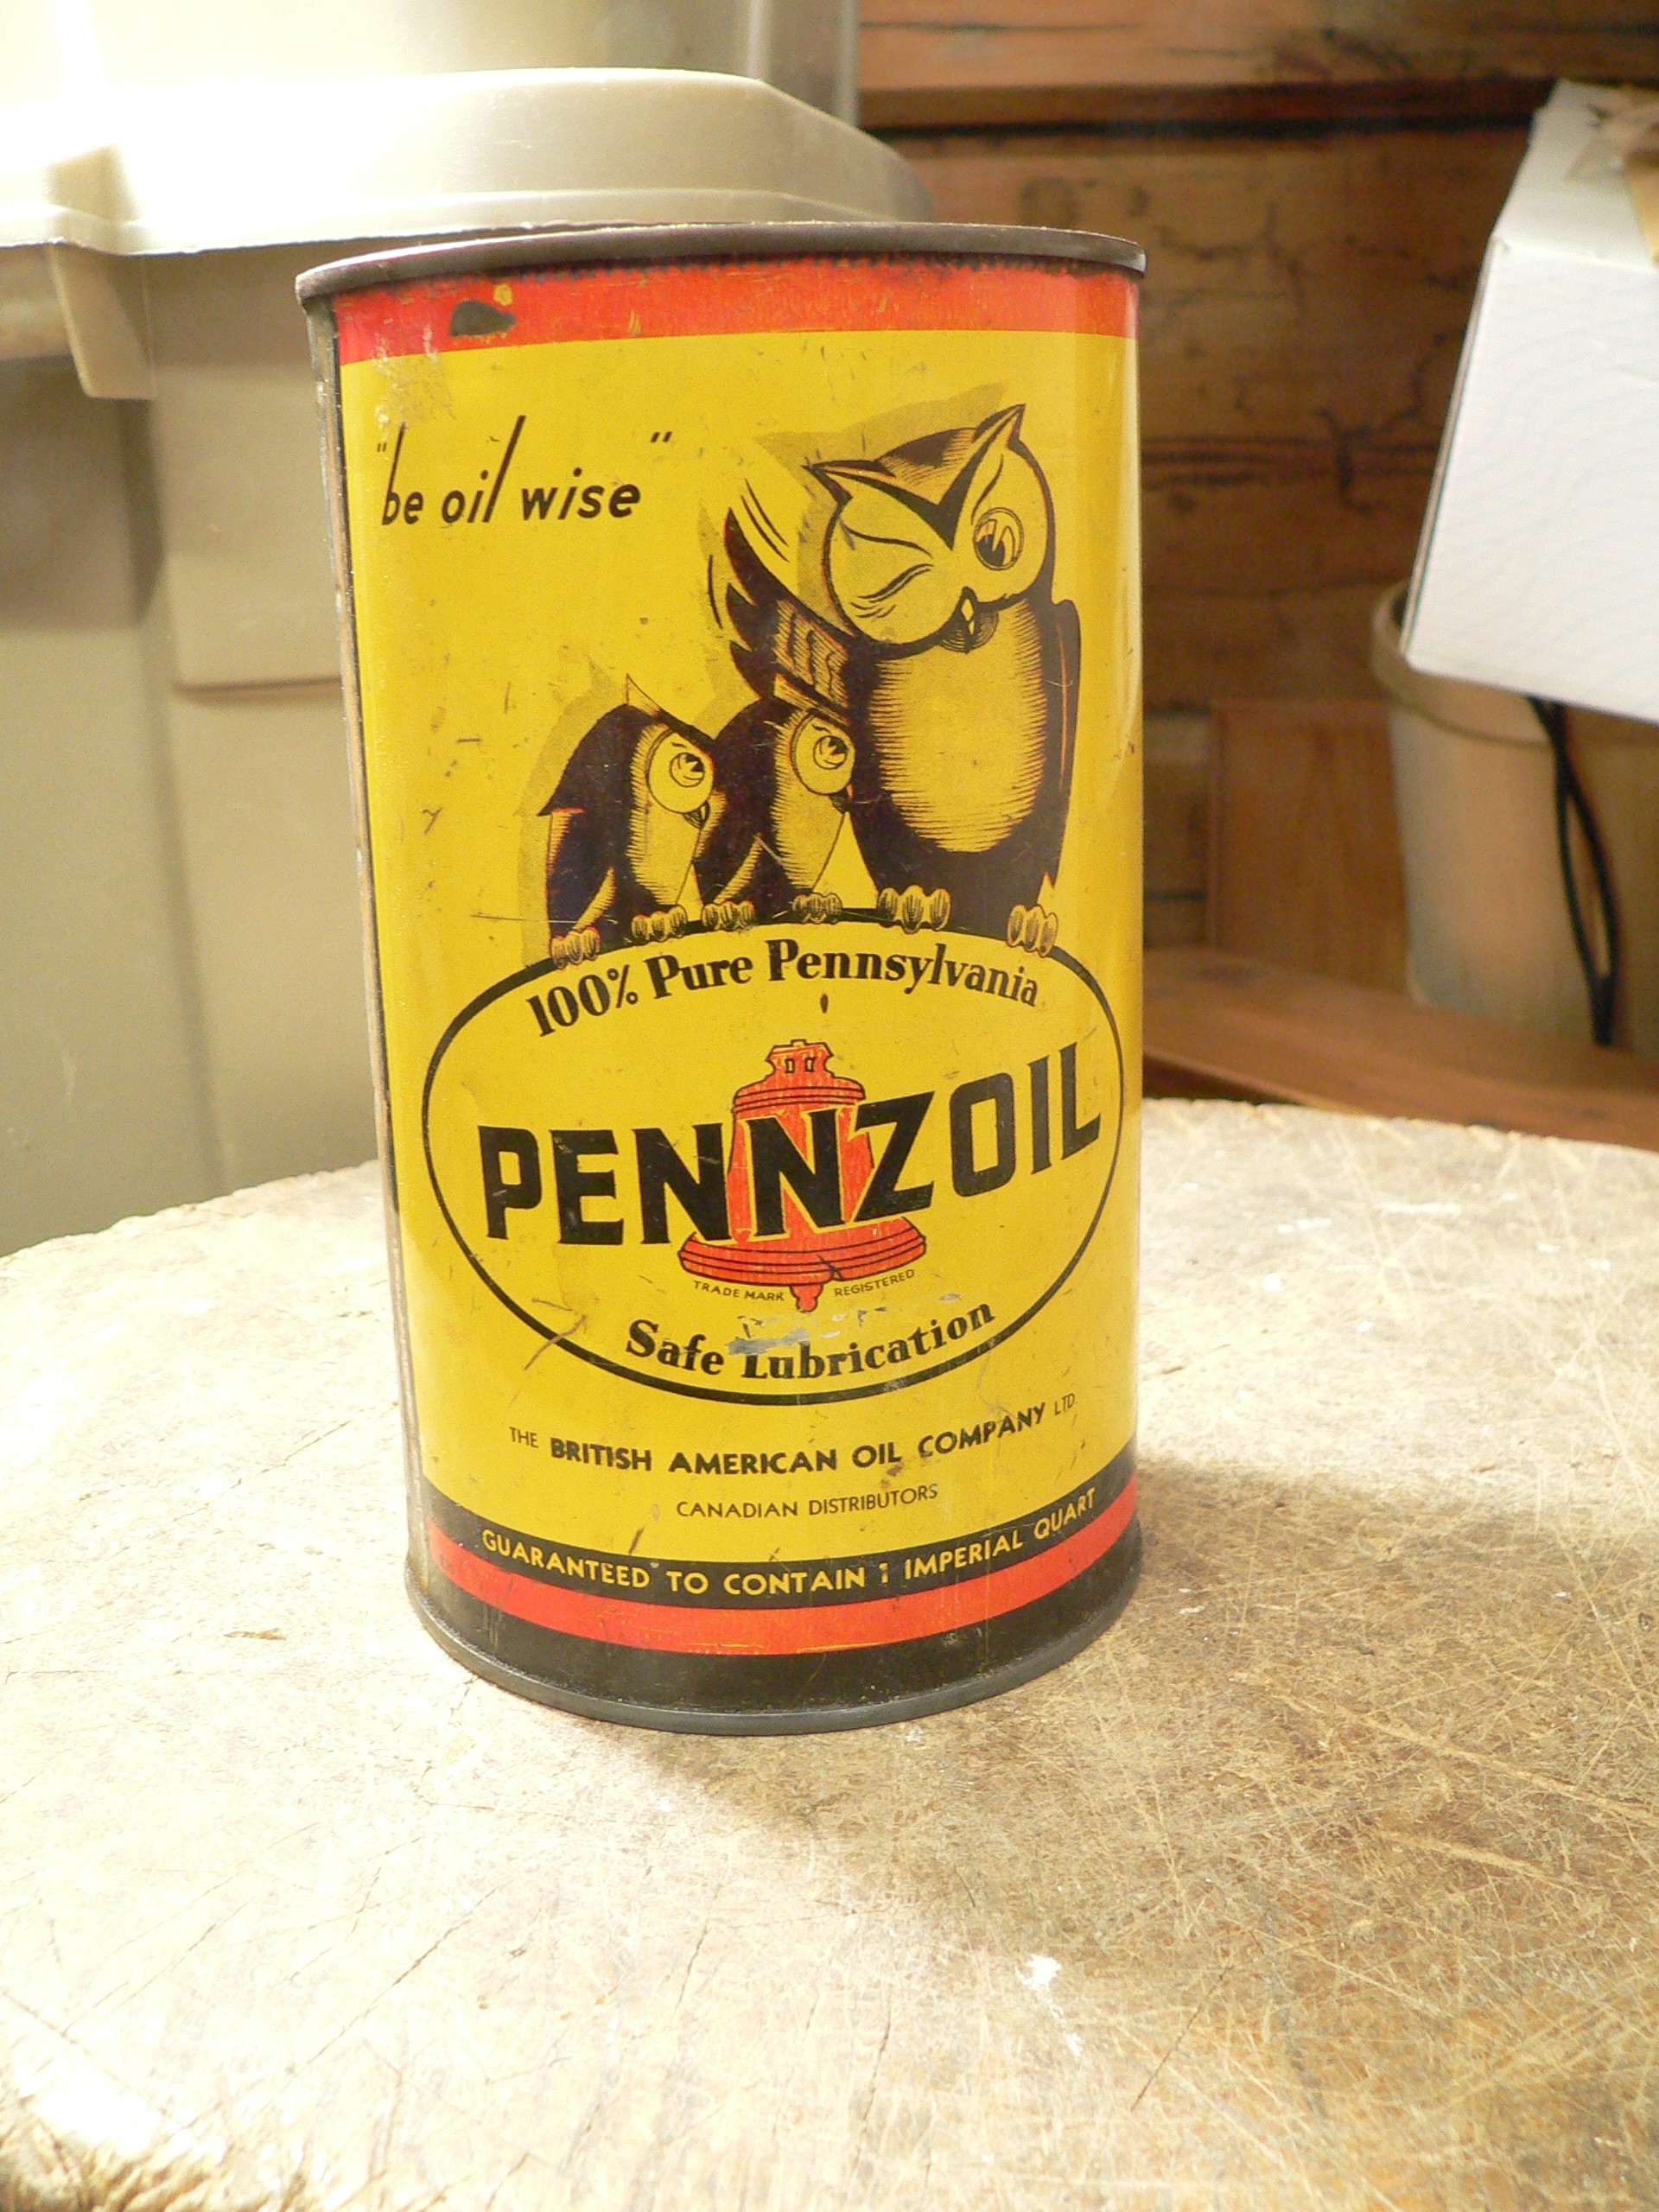 "be oil wise"
100% Pure Pennsylvania
PENNZOIL
TRADE MARK REGISTERED
Safe Lubrication
THE BRITISH AMERICAN OIL COMPANY LTD.
CANADIAN DISTRIBUTORS
GUARANTEED TO CONTAIN 1 IMPERIAL QUART